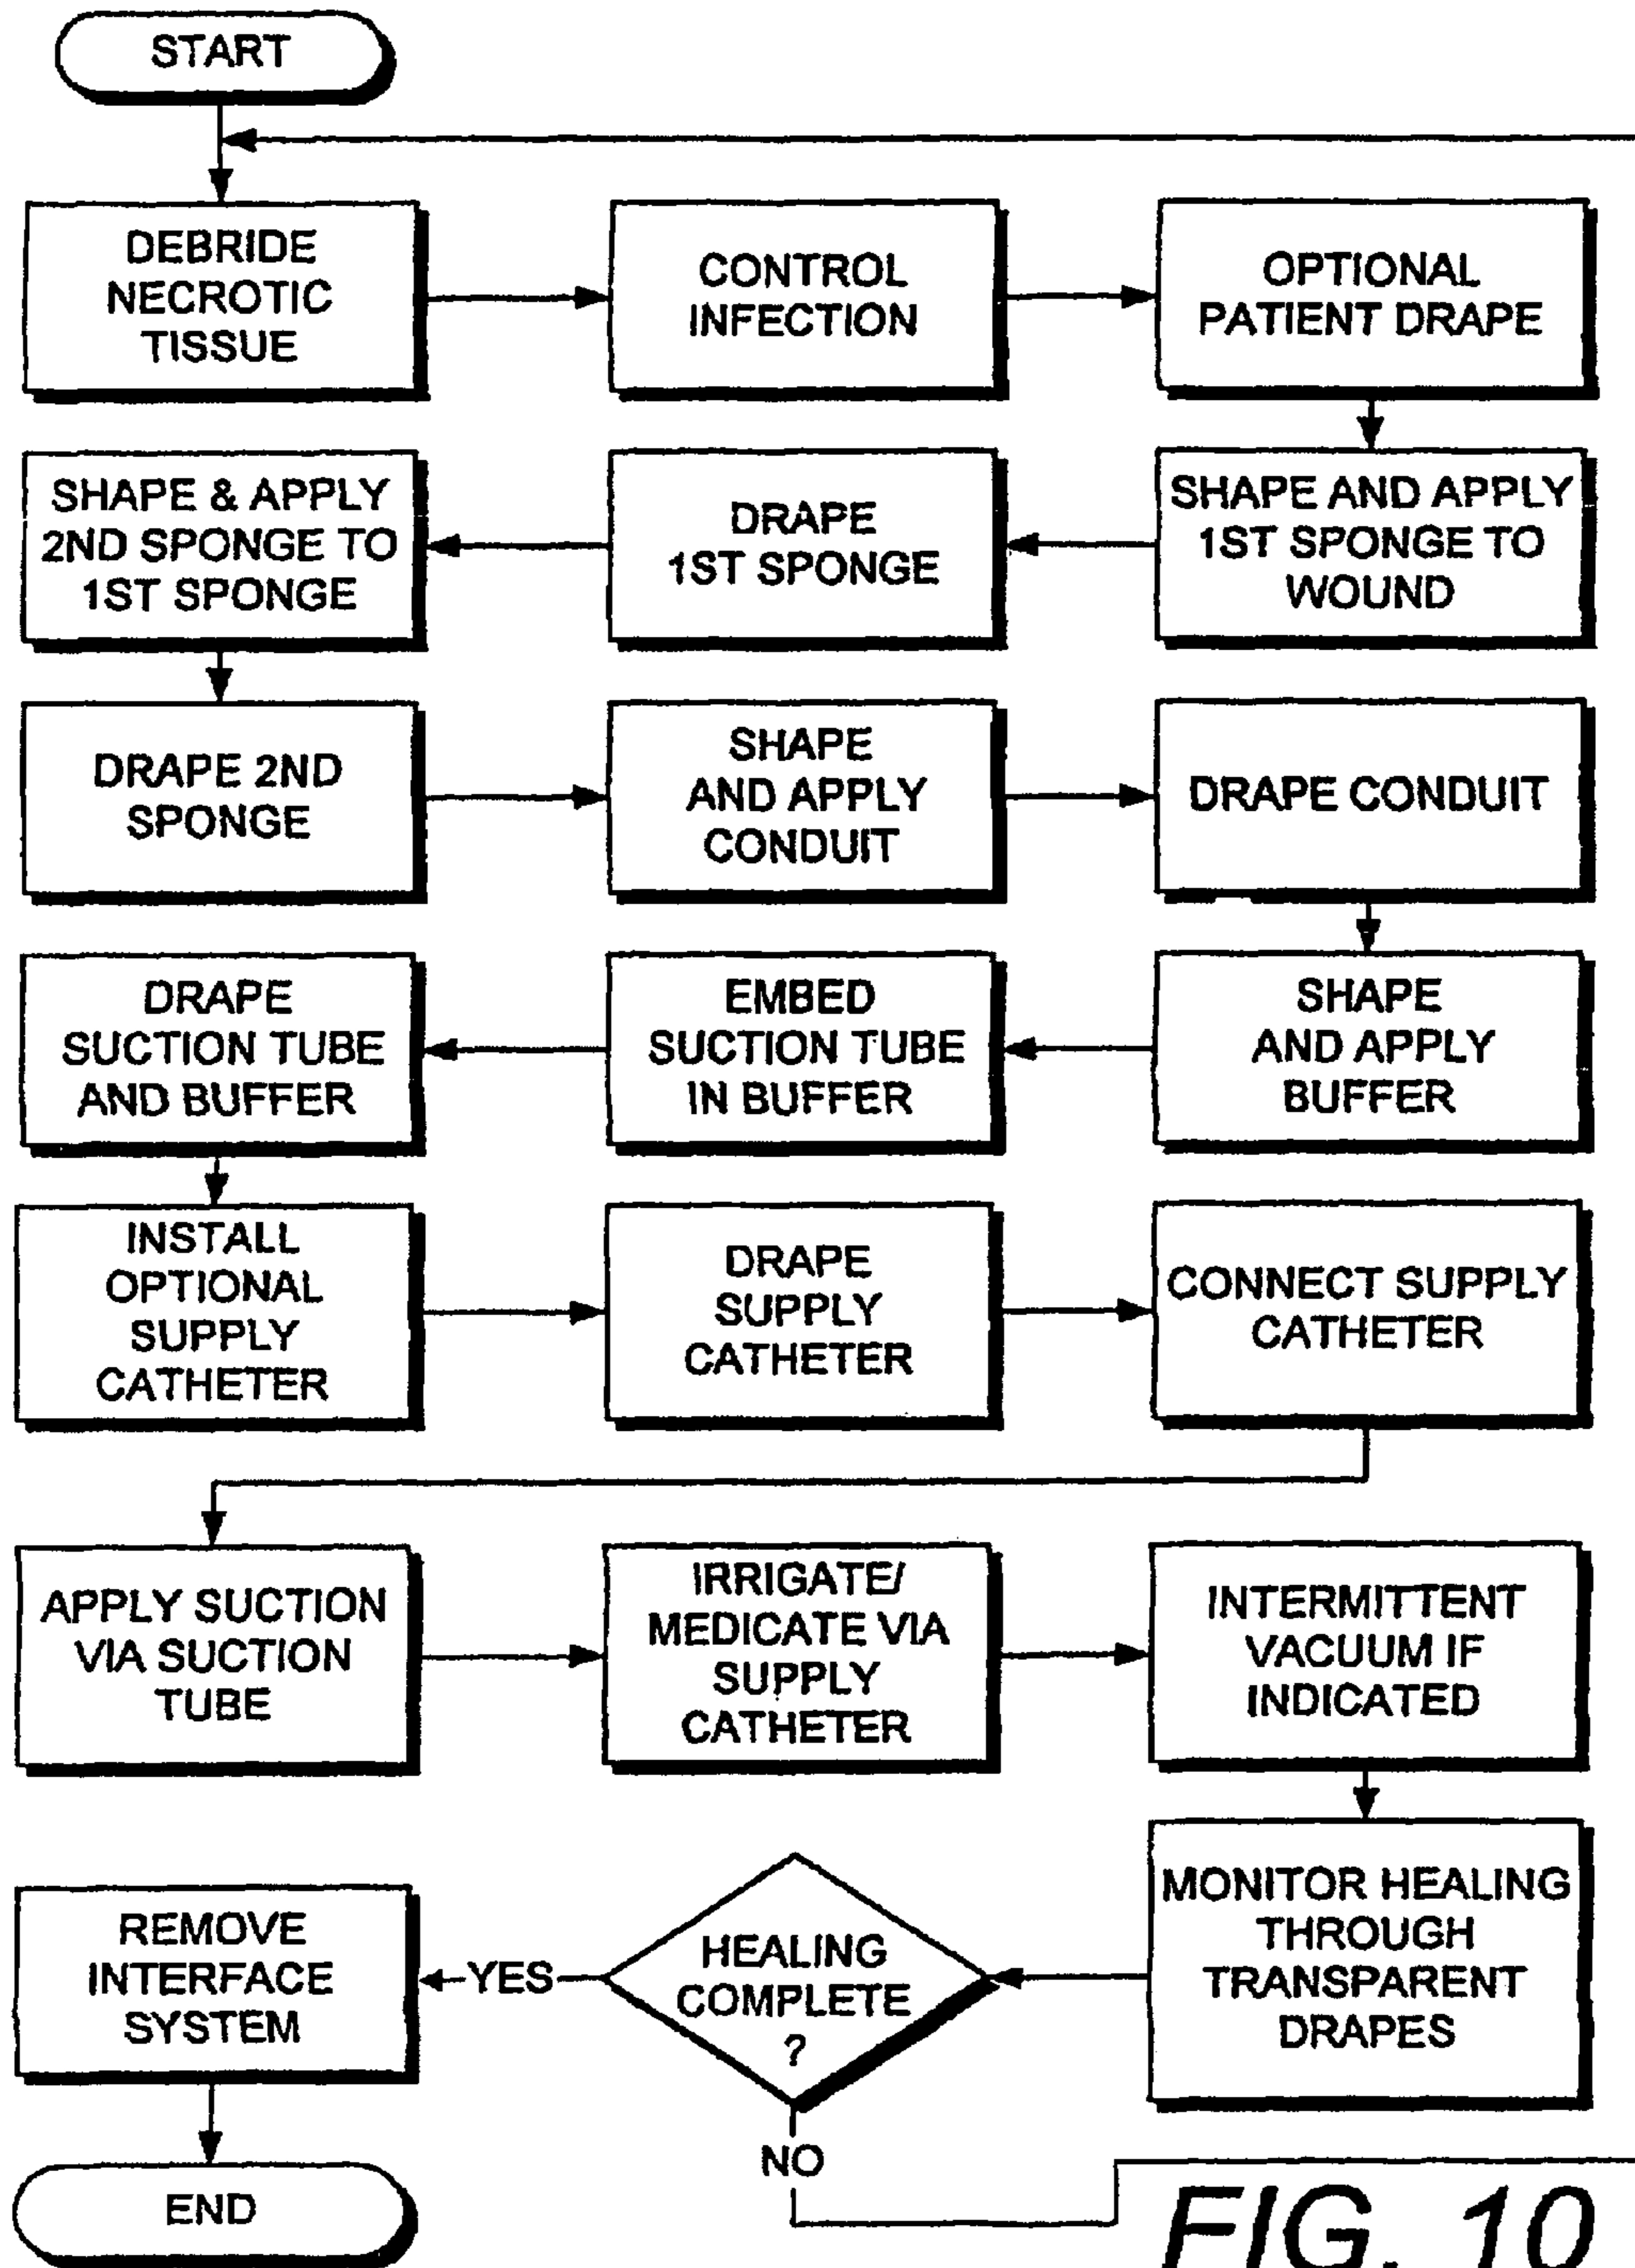 START
DEBRIDE
NECROTIC
TISSUE
CONTROL
INFECTION
OPTIONAL
PATIENT DRAPE
SHAPE AND APPLY
1ST SPONGE TO
WOUND
DRAPE
1ST SPONGE
SHAPE & APPLY
2ND SPONGE TO
1ST SPONGE
DRAPE 2ND
SPONGE
SHAPE
AND APPLY
CONDUIT
DRAPE CONDUIT
SHAPE
AND APPLY
BUFFER
EMBED
SUCTION TUBE
IN BUFFER
DRAPE
SUCTION TUBE
AND BUFFER
INSTALL
OPTIONAL
SUPPLY
CATHETER
DRAPE
SUPPLY
CATHETER
CONNECT SUPPLY
CATHETER
APPLY SUCTION
VIA SUCTION
TUBE
IRRIGATE/
MEDICATE VIA
SUPPLY
CATHETER
INTERMITTENT
VACUUM IF
INDICATED
MONITOR HEALING
THROUGH
TRANSPARENT
DRAPES
HEALING
COMPLETE
?
YES
REMOVE
INTERFACE
SYSTEM
NO
END
FIG. 10